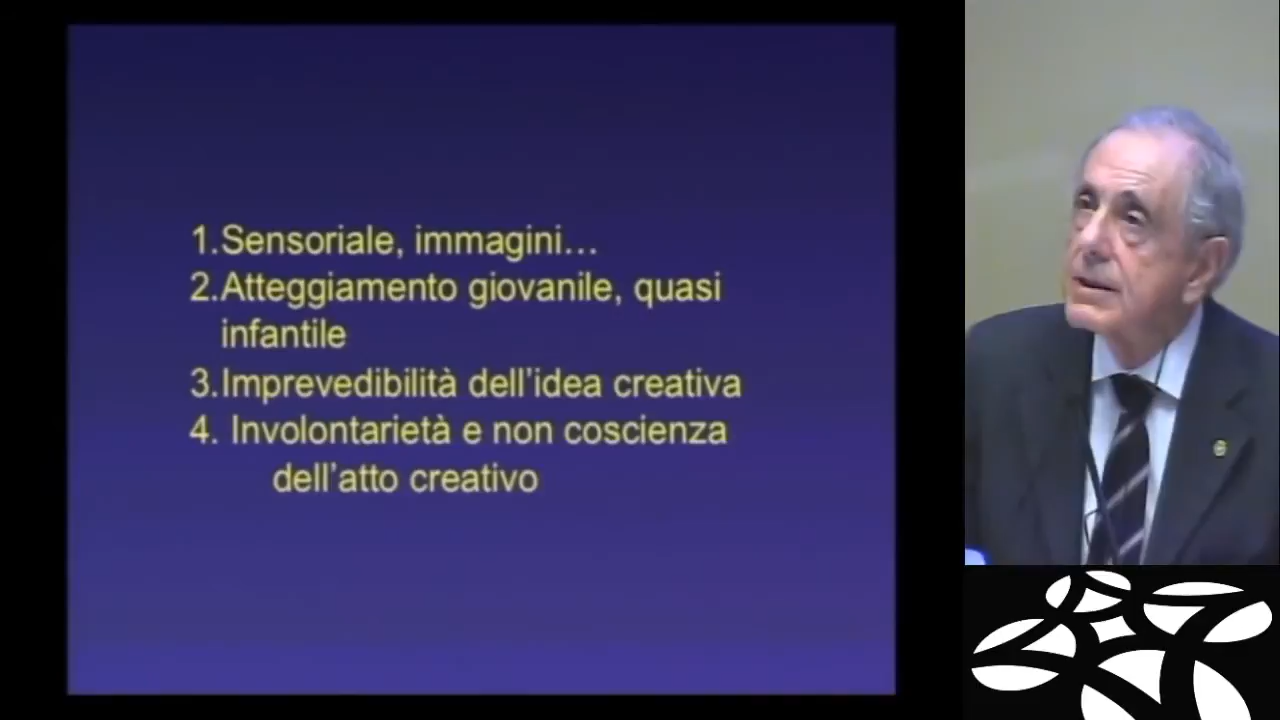 1.Sensoriale, immagini…
2.Atteggiamento giovanile, quasi
infantile
3.Imprevedibilità dell'idea creativa
4. Involontarietà e non coscienza
dell'atto creativo